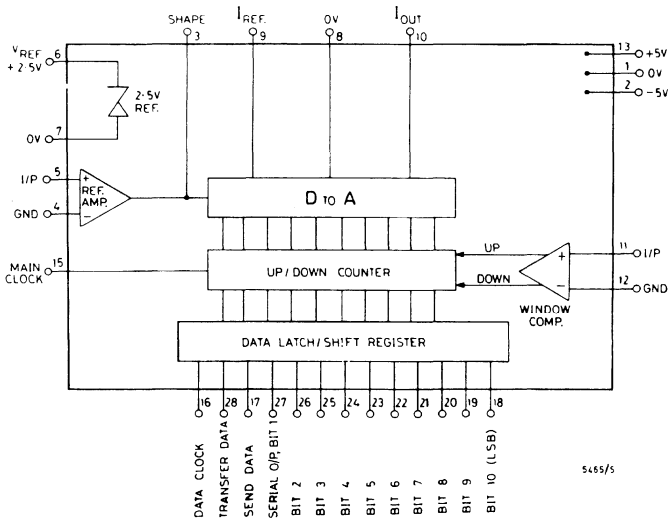 SHAPE I REF. 0V I OUT
3 9 8 10
V REF 6
+2·5V
2·5V
REF.
0V 7
13 +5V
1 0V
2 -5V
I/P 5
+
REF.
AMP.
-
GND 4
D TO A
MAIN
CLOCK
15
UP/DOWN COUNTER
UP
DOWN
+
-
11 I/P
12 GND
WINDOW
COMP.
DATA LATCH/SHIFT REGISTER
16 28 17 27 26 25 24 23 22 21 20 19 18
DATA CLOCK
TRANSFER DATA
SEND DATA
SERIAL O/P, BIT 1
BIT 2
BIT 3
BIT 4
BIT 5
BIT 6
BIT 7
BIT 8
BIT 9
BIT 10 (LSB)
5465/5